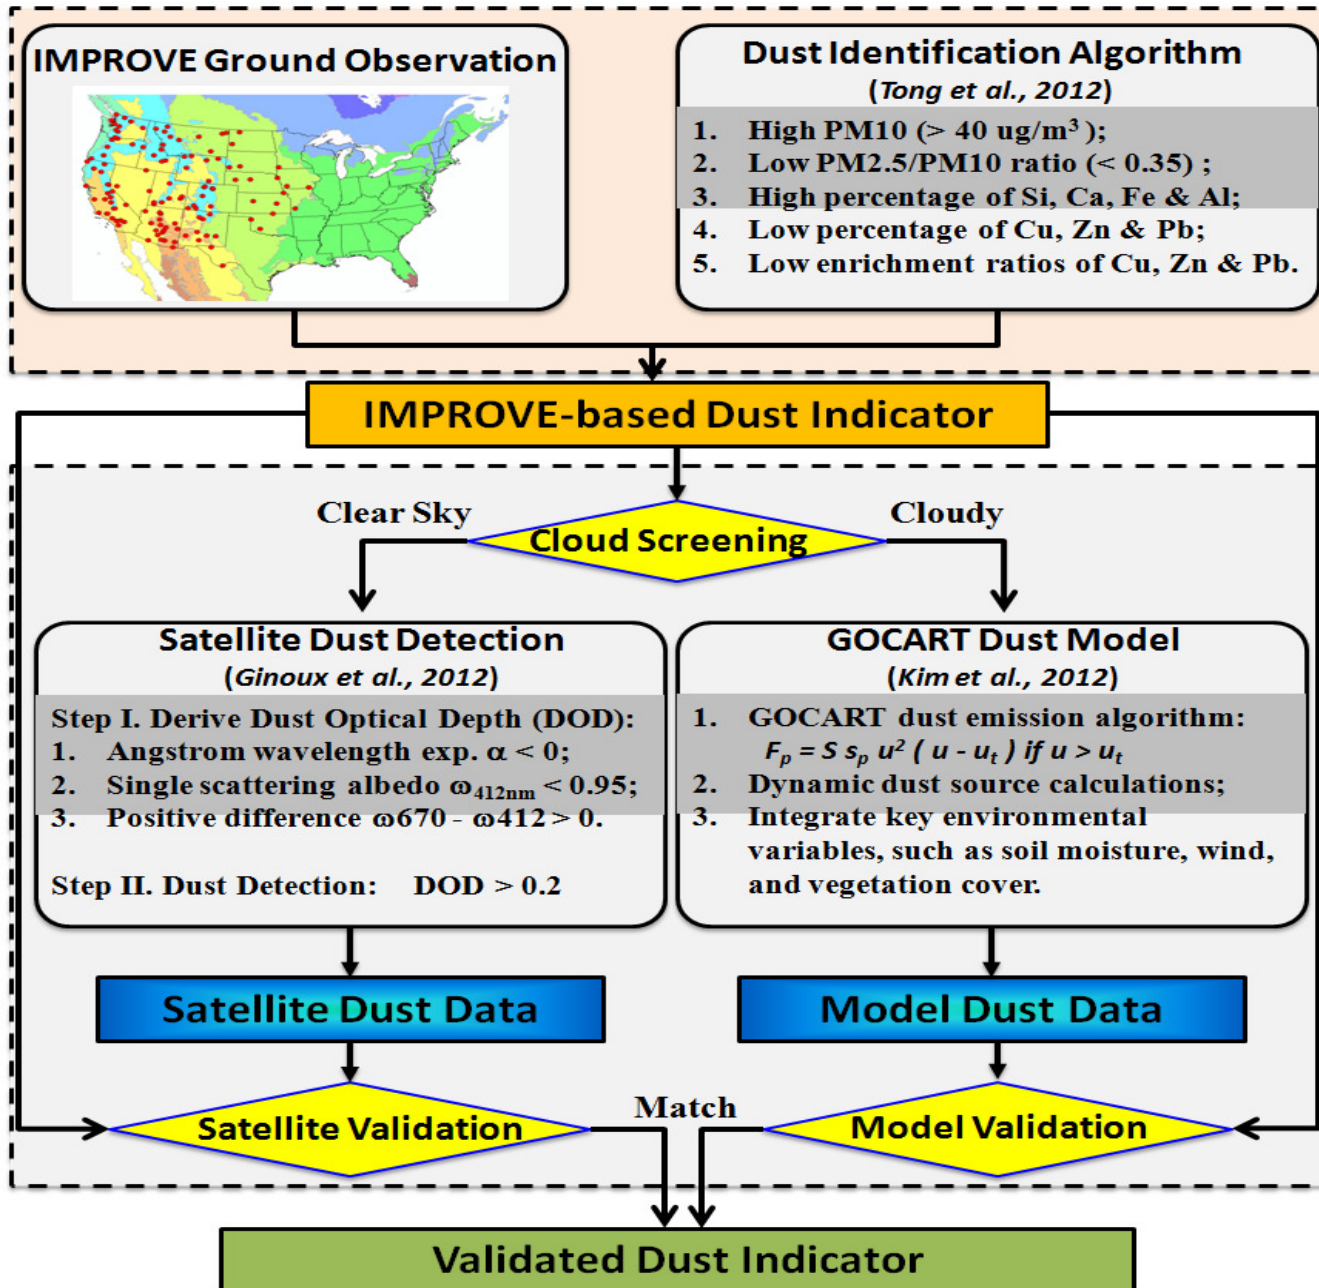 IMPROVE Ground Observation
Dust Identification Algorithm
(Tong et al., 2012)
1. High PM10 (> 40 ug/m³ );
2. Low PM2.5/PM10 ratio (< 0.35) ;
3. High percentage of Si, Ca, Fe & Al;
4. Low percentage of Cu, Zn & Pb;
5. Low enrichment ratios of Cu, Zn & Pb.
IMPROVE-based Dust Indicator
Clear Sky
Cloudy
Cloud Screening
Satellite Dust Detection
(Ginoux et al., 2012)
Step I. Derive Dust Optical Depth (DOD):
1. Angstrom wavelength exp. α < 0;
2. Single scattering albedo ω412nm < 0.95;
3. Positive difference ω670 - ω412 > 0.
Step II. Dust Detection: DOD > 0.2
GOCART Dust Model
(Kim et al., 2012)
1. GOCART dust emission algorithm:
Fp = S sp u² ( u - ut ) if u > ut
2. Dynamic dust source calculations;
3. Integrate key environmental
variables, such as soil moisture, wind,
and vegetation cover.
Satellite Dust Data
Model Dust Data
Satellite Validation
Match
Model Validation
Validated Dust Indicator